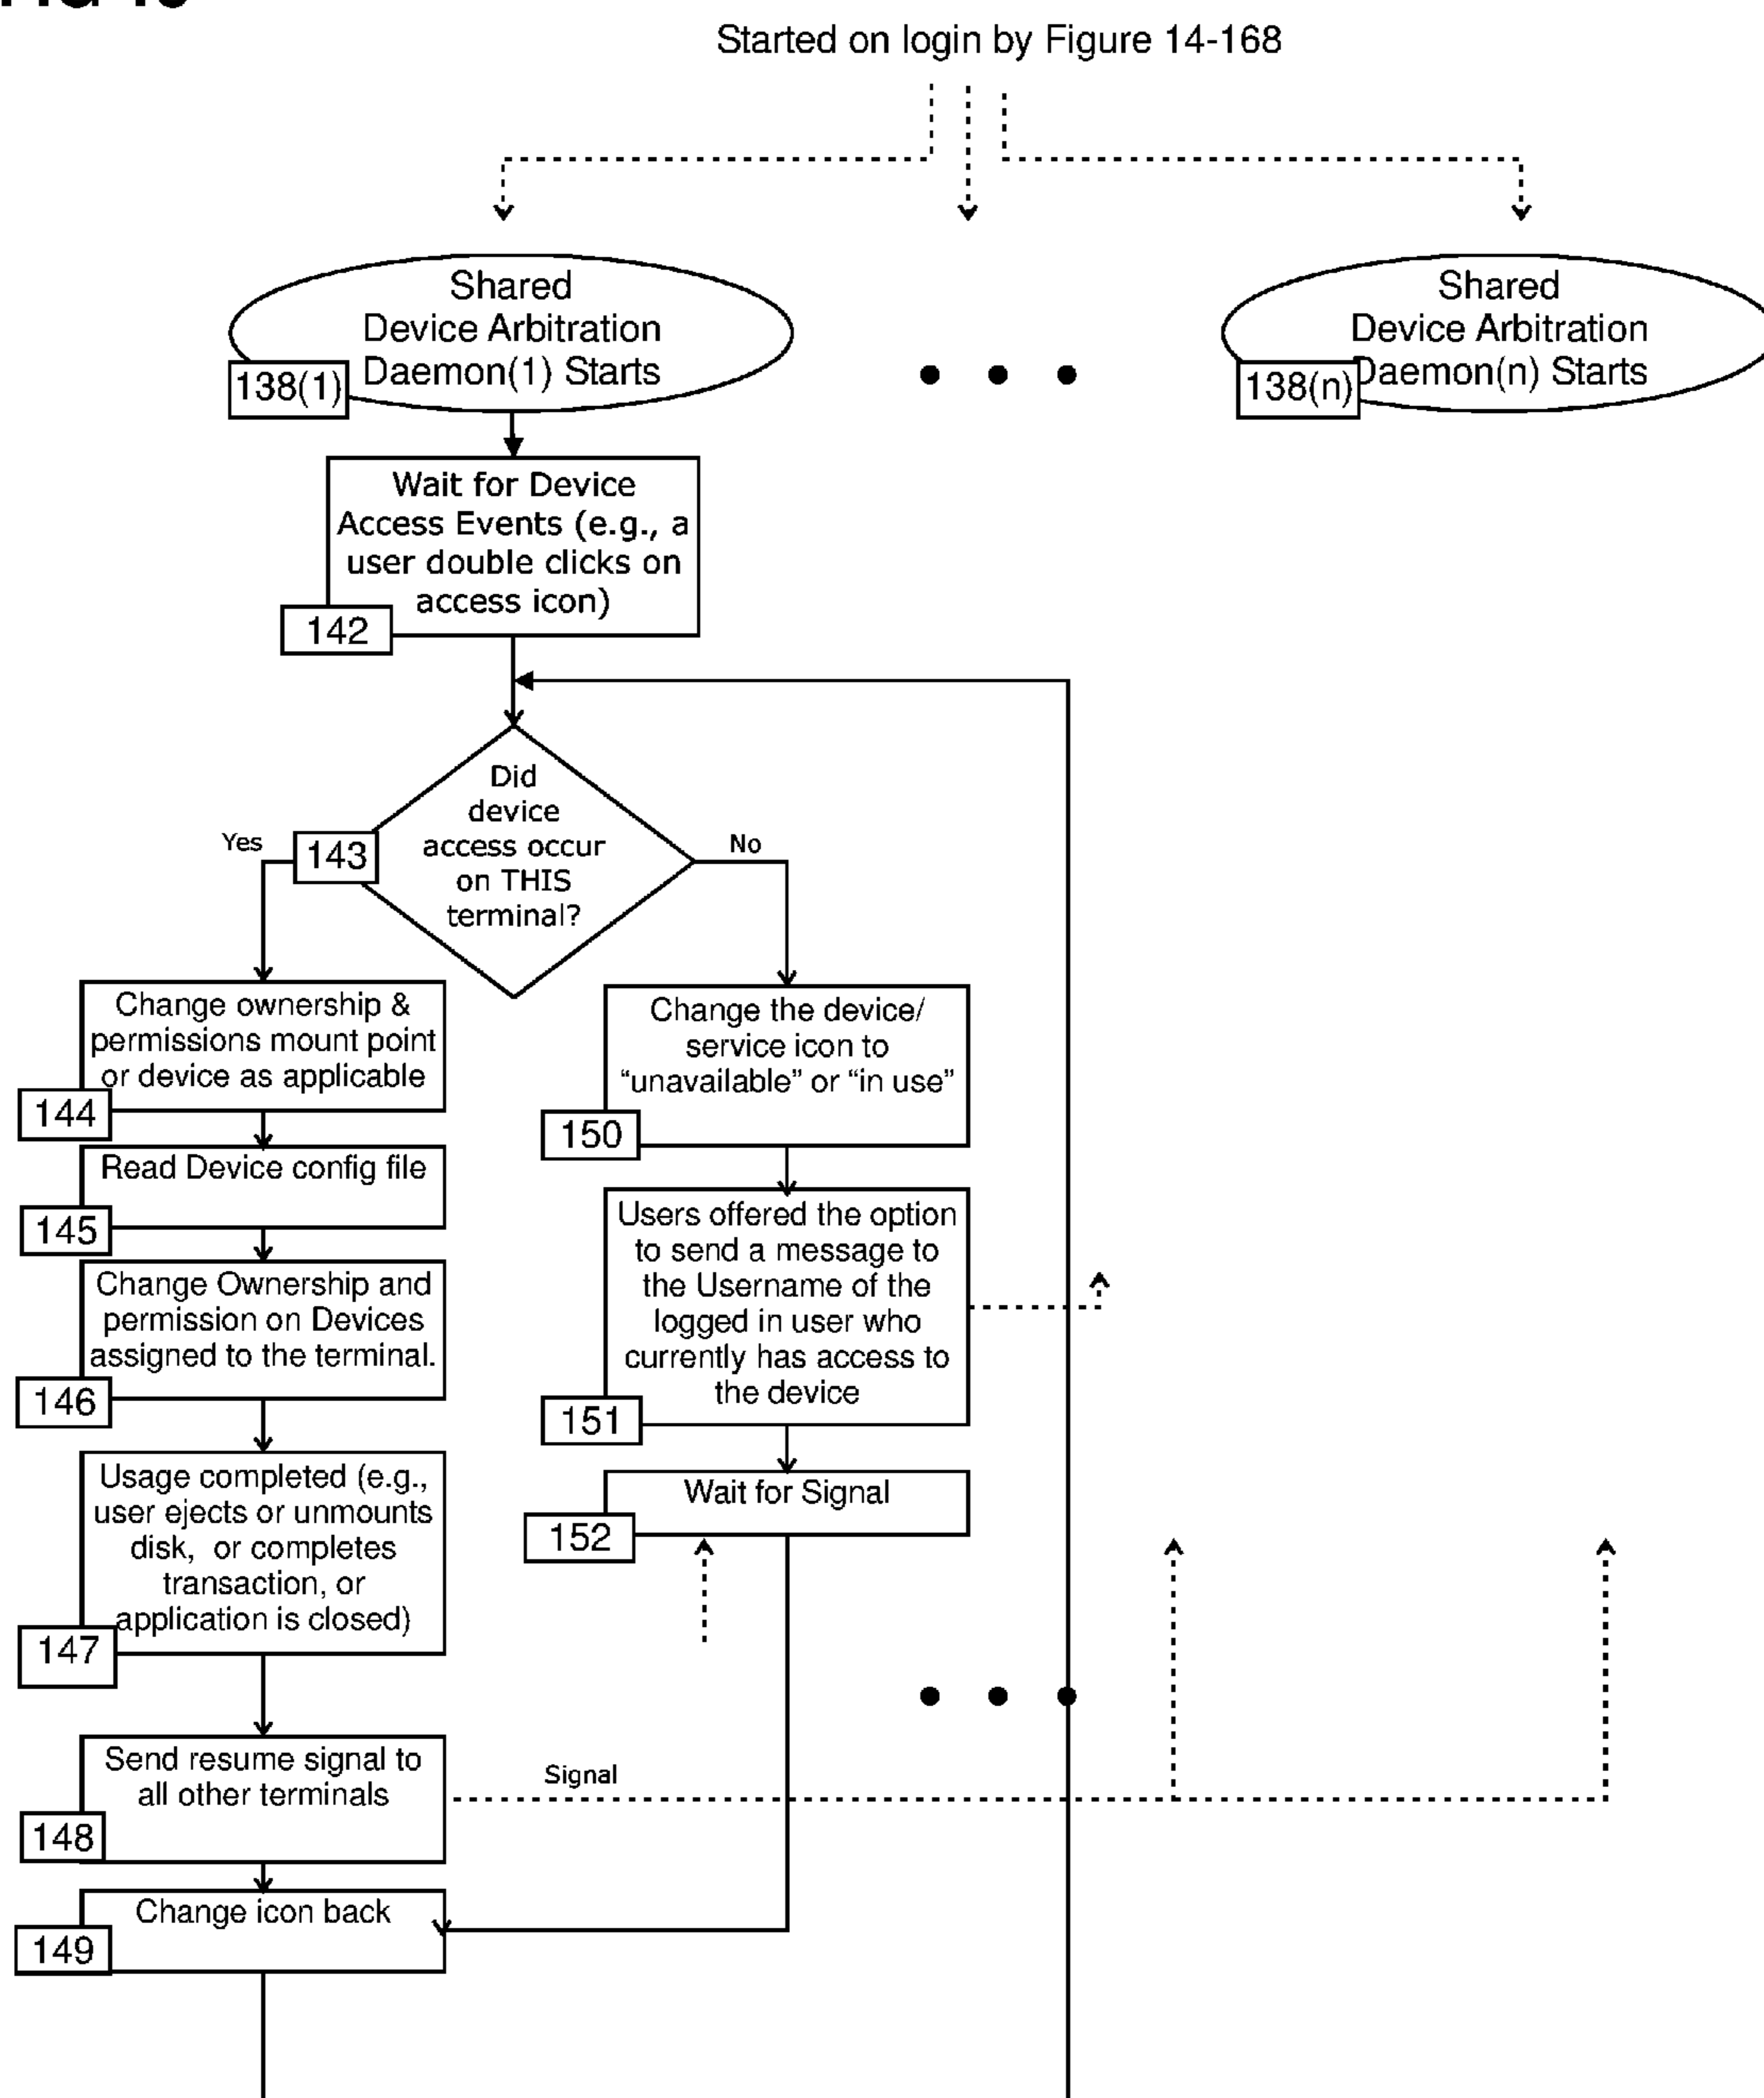 Started on login by Figure 14-168
Shared
Device Arbitration
Daemon(1) Starts
138(1)
Shared
Device Arbitration
Daemon(n) Starts
138(n)
Wait for Device
Access Events (e.g., a
user double clicks on
access icon)
142
Did
device
access occur
on THIS
terminal?
143
Yes
No
Change ownership &
permissions mount point
or device as applicable
144
Read Device config file
145
Change Ownership and
permission on Devices
assigned to the terminal.
146
Usage completed (e.g.,
user ejects or unmounts
disk, or completes
transaction, or
application is closed)
147
Send resume signal to
all other terminals
148
Signal
Change icon back
149
Change the device/
service icon to
“unavailable” or “in use”
150
Users offered the option
to send a message to
the Username of the
logged in user who
currently has access to
the device
151
Wait for Signal
152